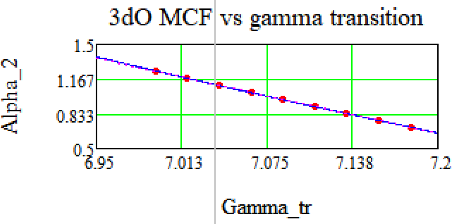 3dO MCF vs gamma transition
1.5
1.167
0.833
0.5
Alpha_2
6.95 7.013 7.075 7.138 7.2
Gamma_tr